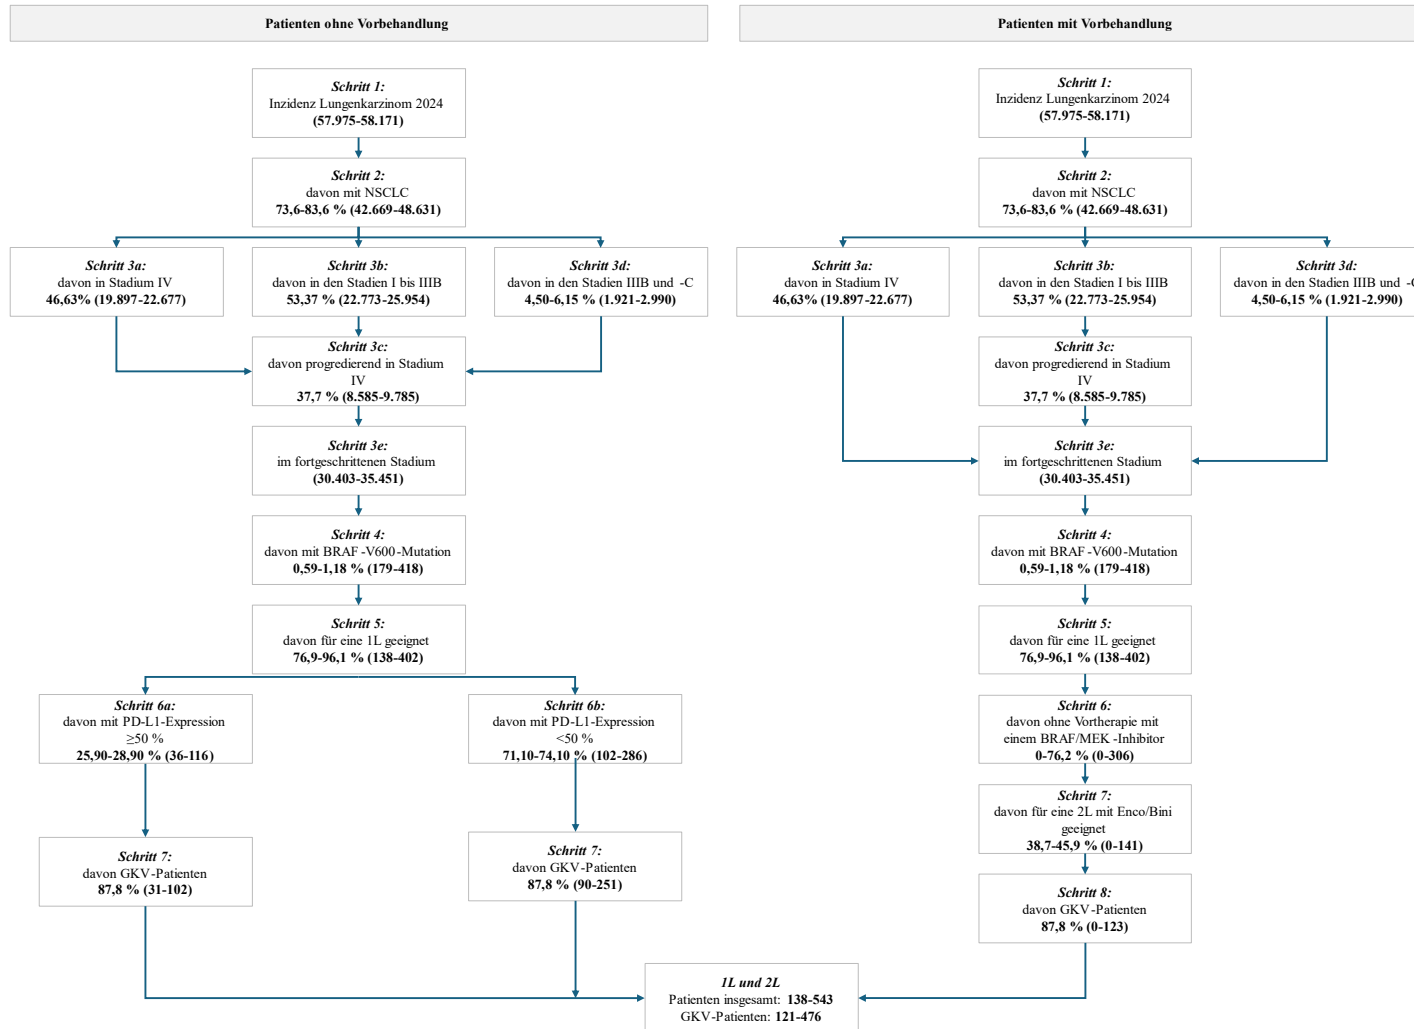 Patienten ohne Vorbehandlung
Schritt 1:
Inzidenz Lungenkarzinom 2024
(57.975-58.171)
Schritt 2:
davon mit NSCLC
73,6-83,6 % (42.669-48.631)
Schritt 3a:
davon in Stadium IV
46,63% (19.897-22.677)
Schritt 3b:
davon in den Stadien I bis IIIB
53,37 % (22.773-25.954)
Schritt 3d:
davon in den Stadien IIIB und -C
4,50-6,15 % (1.921-2.990)
Schritt 3c:
davon progredierend in Stadium
IV
37,7 % (8.585-9.785)
Schritt 3e:
im fortgeschrittenen Stadium
(30.403-35.451)
Schritt 4:
davon mit BRAF-V600-Mutation
0,59-1,18 % (179-418)
Schritt 5:
davon für eine 1L geeignet
76,9-96,1 % (138-402)
Schritt 6a:
davon mit PD-L1-Expression
≥50 %
25,90-28,90 % (36-116)
Schritt 6b:
davon mit PD-L1-Expression
<50 %
71,10-74,10 % (102-286)
Schritt 7:
davon GKV-Patienten
87,8 % (31-102)
Schritt 7:
davon GKV-Patienten
87,8 % (90-251)
Patienten mit Vorbehandlung
Schritt 1:
Inzidenz Lungenkarzinom 2024
(57.975-58.171)
Schritt 2:
davon mit NSCLC
73,6-83,6 % (42.669-48.631)
Schritt 3a:
davon in Stadium IV
46,63% (19.897-22.677)
Schritt 3b:
davon in den Stadien I bis IIIB
53,37 % (22.773-25.954)
Schritt 3d:
davon in den Stadien IIIB und -C
4,50-6,15 % (1.921-2.990)
Schritt 3c:
davon progredierend in Stadium
IV
37,7 % (8.585-9.785)
Schritt 3e:
im fortgeschrittenen Stadium
(30.403-35.451)
Schritt 4:
davon mit BRAF-V600-Mutation
0,59-1,18 % (179-418)
Schritt 5:
davon für eine 1L geeignet
76,9-96,1 % (138-402)
Schritt 6:
davon ohne Vortherapie mit
einem BRAF/MEK-Inhibitor
0-76,2 % (0-306)
Schritt 7:
davon für eine 2L mit Enco/Bini
geeignet
38,7-45,9 % (0-141)
Schritt 8:
davon GKV-Patienten
87,8 % (0-123)
1L und 2L
Patienten insgesamt: 138-543
GKV-Patienten: 121-476